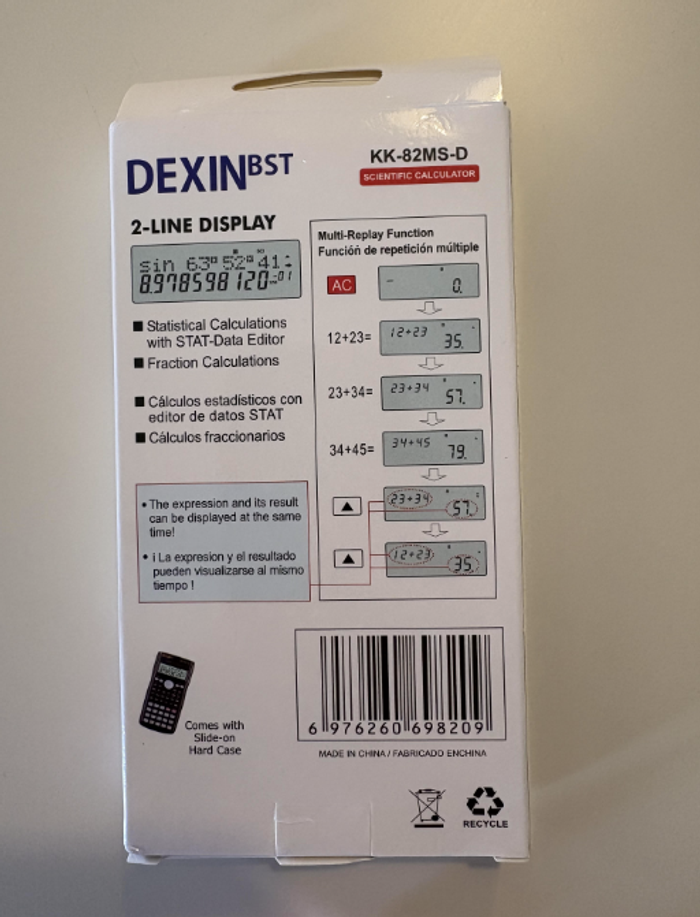 DEXINBST
KK-82MS-D
SCIENTIFIC CALCULATOR
2-LINE DISPLAY
sin 63°52°41
8.978598120-01
■ Statistical Calculations
with STAT-Data Editor
■ Fraction Calculations
■ Cálculos estadísticos con
editor de datos STAT
■ Cálculos fraccionarios
Multi-Replay Function
Función de repetición múltiple
AC
0.
12+23=
12+23
35.
23+34=
23+34
57.
34+45=
34+45
79.
▲
23+34
57.
▲
12+23
35.
• The expression and its result
can be displayed at the same
time!
• ¡ La expresion y el resultado
pueden visualizarse al mismo
tiempo !
Comes with
Slide-on
Hard Case
6 976260 698209
MADE IN CHINA / FABRICADO ENCHINA
RECYCLE